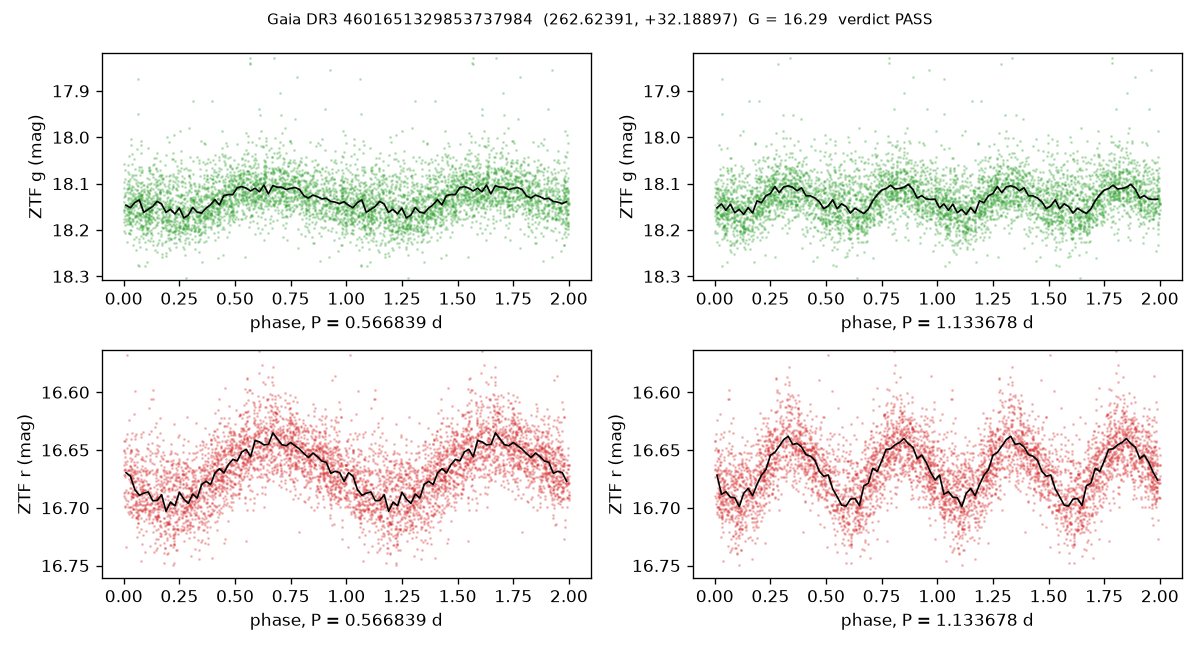 Gaia DR3 4601651329853737984  (262.62391, +32.18897)  G = 16.29  verdict PASS
ZTF g (mag)
17.9
18.0
18.1
18.2
18.3
0.00 0.25 0.50 0.75 1.00 1.25 1.50 1.75 2.00
phase, P = 0.566839 d
ZTF g (mag)
17.9
18.0
18.1
18.2
18.3
0.00 0.25 0.50 0.75 1.00 1.25 1.50 1.75 2.00
phase, P = 1.133678 d
ZTF r (mag)
16.60
16.65
16.70
16.75
0.00 0.25 0.50 0.75 1.00 1.25 1.50 1.75 2.00
phase, P = 0.566839 d
ZTF r (mag)
16.60
16.65
16.70
16.75
0.00 0.25 0.50 0.75 1.00 1.25 1.50 1.75 2.00
phase, P = 1.133678 d